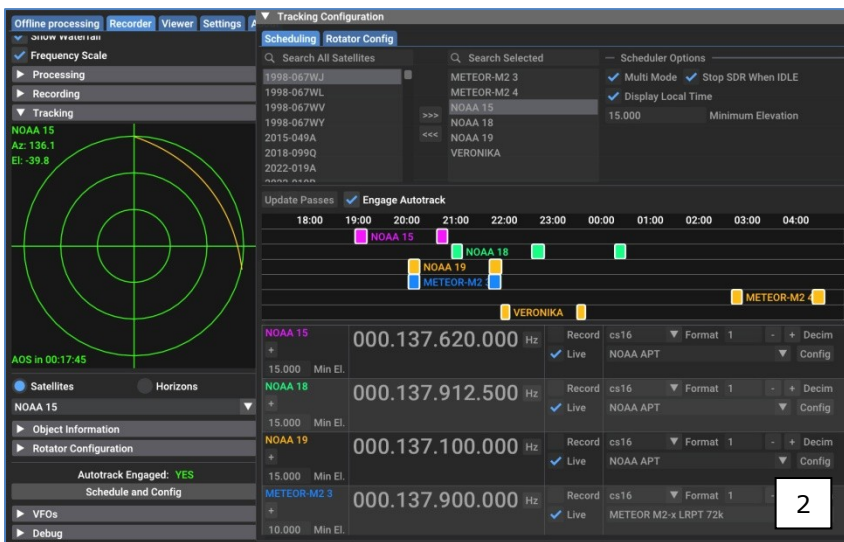 Offline processing Recorder Viewer Settings
Show Waterfall
Frequency Scale
Processing
Recording
Tracking
NOAA 15
Az: 136.1
El: -39.8
AOS in 00:17:45
Satellites Horizons
NOAA 15
Object Information
Rotator Configuration
Autotrack Engaged: YES
Schedule and Config
VFOs
Debug
Tracking Configuration
Scheduling Rotator Config
Search All Satellites
1998-067WJ
1998-067WL
1998-067WV
1998-067WY
2015-049A
2018-099Q
2022-019A
>>>
<<<
Search Selected
METEOR-M2 3
METEOR-M2 4
NOAA 15
NOAA 18
NOAA 19
VERONIKA
Scheduler Options
Multi Mode Stop SDR When IDLE
Display Local Time
15.000 Minimum Elevation
Update Passes Engage Autotrack
18:00 19:00 20:00 21:00 22:00 23:00 00:00 01:00 02:00 03:00 04:00
NOAA 15
NOAA 18
NOAA 19
METEOR-M2
METEOR-M2 4
VERONIKA
NOAA 15 000.137.620.000 Hz Record cs16 Format 1 - + Decim
+ Live NOAA APT Config
15.000 Min El.
NOAA 18 000.137.912.500 Hz Record cs16 Format 1 - + Decim
+ Live NOAA APT Config
15.000 Min El.
NOAA 19 000.137.100.000 Hz Record cs16 Format 1 - + Decim
+ Live NOAA APT Config
15.000 Min El.
METEOR-M2 3 000.137.900.000 Hz Record cs16 Format 1 -
+ Live METEOR M2-x LRPT 72k
10.000 Min El.
2